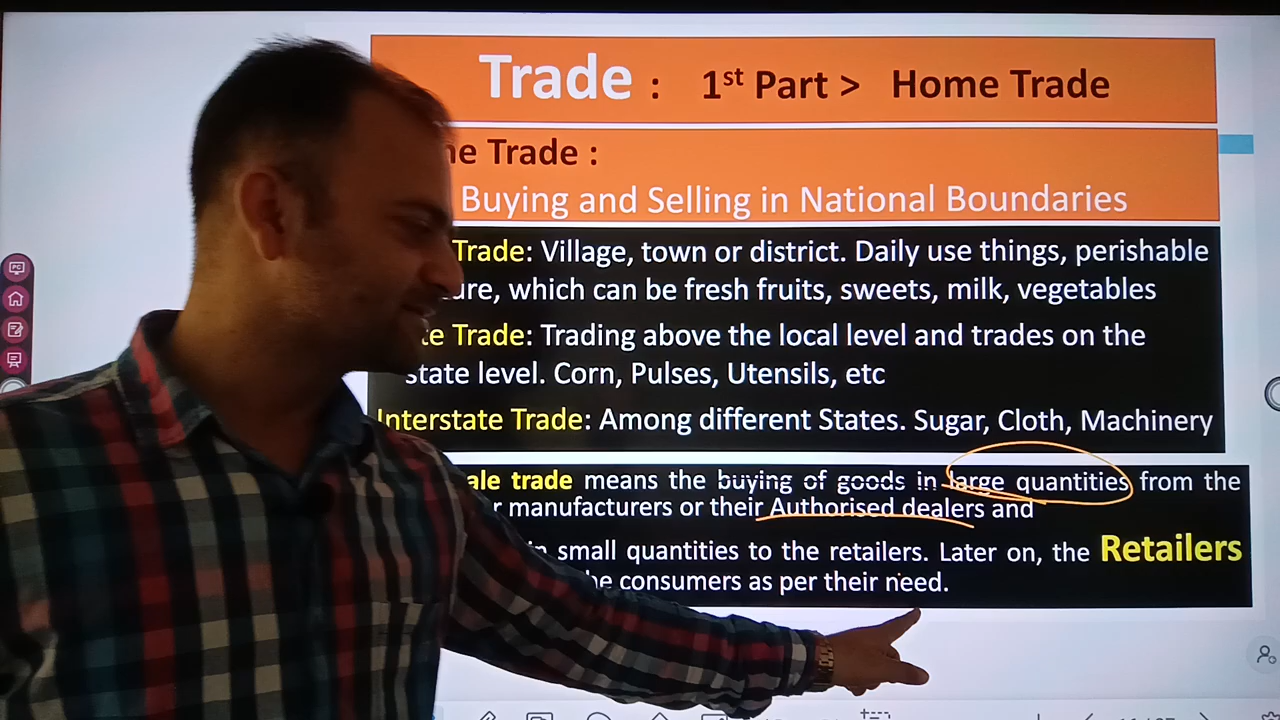 Trade : 1st Part > Home Trade
Trade :
Buying and Selling in National Boundaries
Trade: Village, town or district. Daily use things, perishable
which can be fresh fruits, sweets, milk, vegetables
Trade: Trading above the local level and trades on the
state level. Corn, Pulses, Utensils, etc
Interstate Trade: Among different States. Sugar, Cloth, Machinery
trade means the buying of goods in large quantities from the
manufacturers or their Authorised dealers and
small quantities to the retailers. Later on, the Retailers
consumers as per their need.